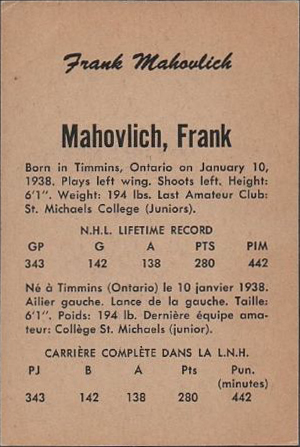 Frank Mahovlich
Mahovlich, Frank
Born in Timmins, Ontario on January 10,
1938. Plays left wing. Shoots left. Height:
6'1". Weight: 194 lbs. Last Amateur Club:
St. Michaels College (Juniors).
N.H.L. LIFETIME RECORD
GP G A PTS PIM
343 142 138 280 442
Né à Timmins (Ontario) le 10 janvier 1938.
Ailier gauche. Lance de la gauche. Taille:
6'1". Poids: 194 lb. Dernière équipe ama-
teur: Collège St. Michaels (junior).
CARRIÈRE COMPLÈTE DANS LA L.N.H.
PJ B A Pts Pun.
(minutes)
343 142 138 280 442